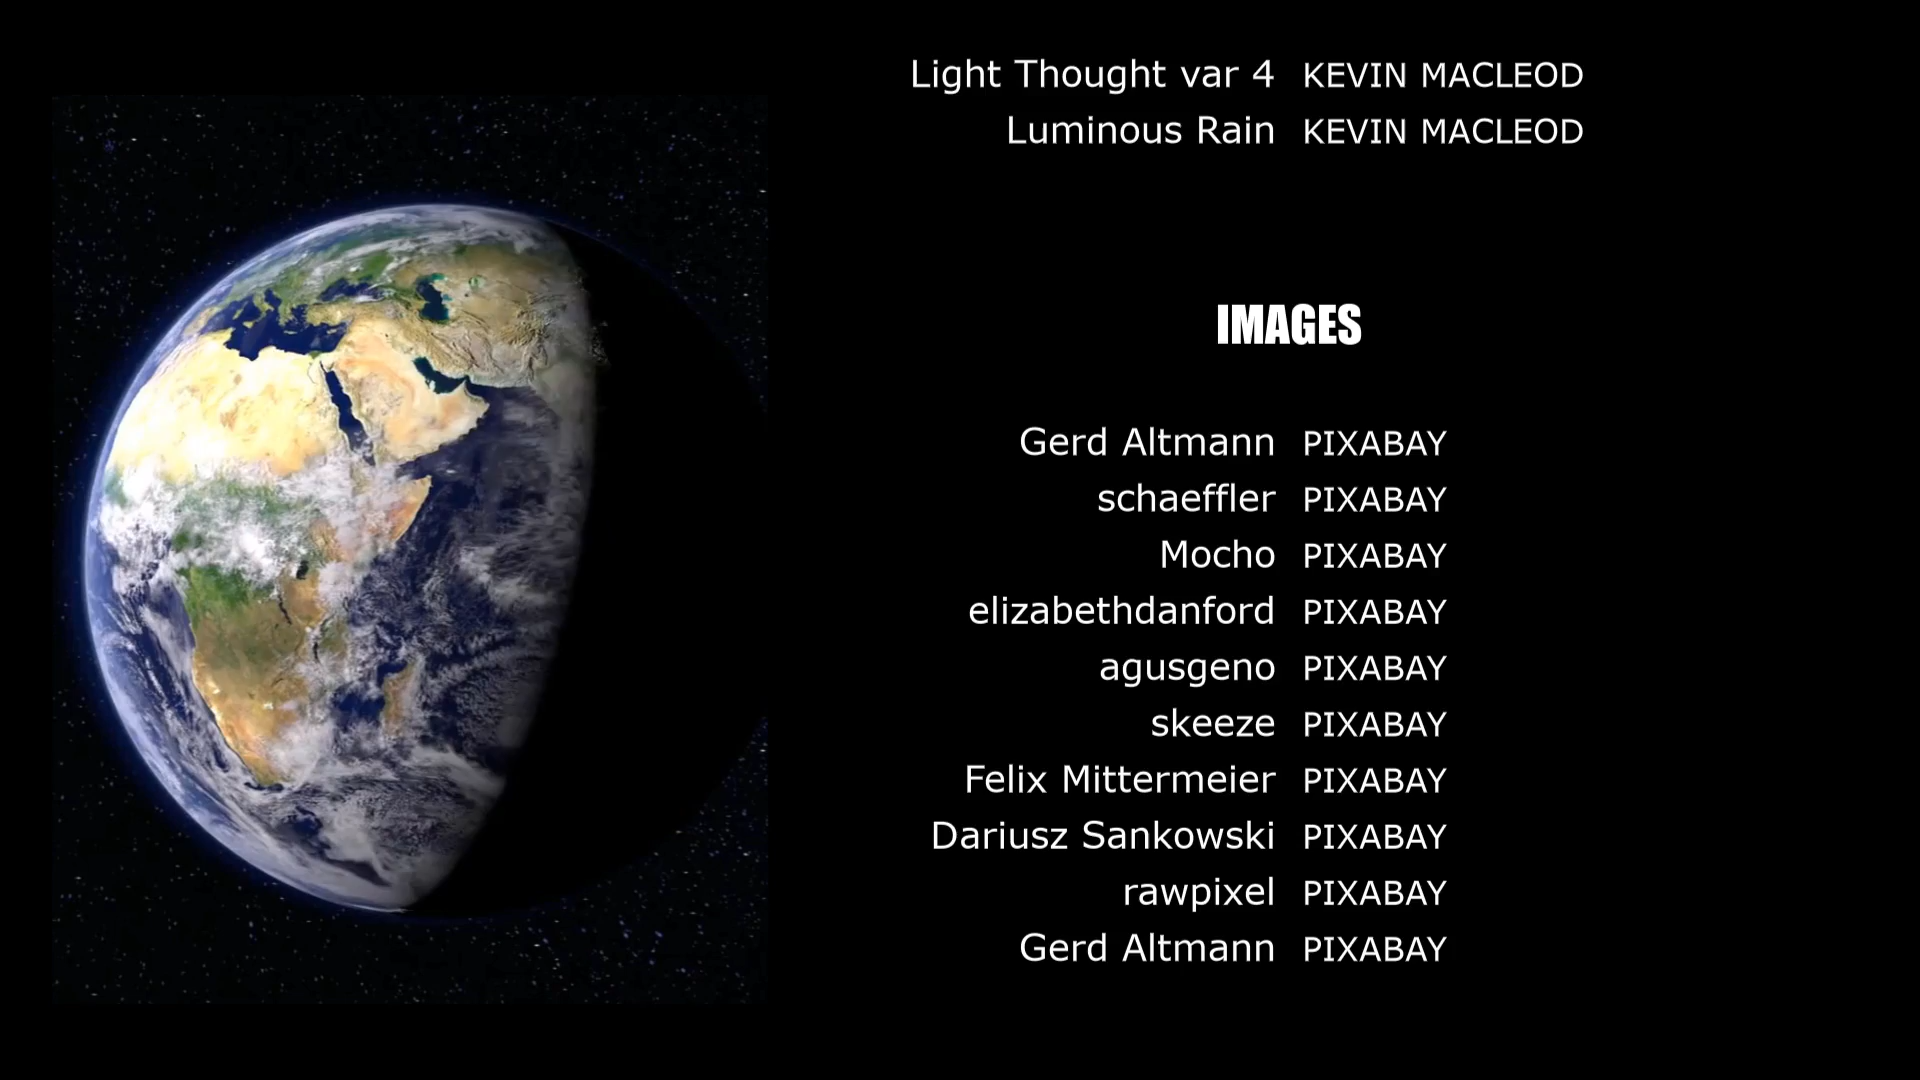 Light Thought var 4 KEVIN MACLEOD
Luminous Rain KEVIN MACLEOD
IMAGES
Gerd Altmann PIXABAY
schaeffler PIXABAY
Mocho PIXABAY
elizabethdanford PIXABAY
agusgeno PIXABAY
skeeze PIXABAY
Felix Mittermeier PIXABAY
Dariusz Sankowski PIXABAY
rawpixel PIXABAY
Gerd Altmann PIXABAY